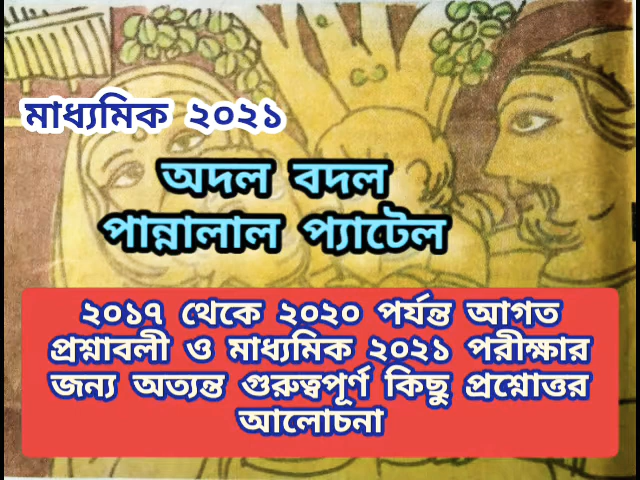 মাধ্যমিক ২০২১
অদল বদল
পান্নালাল প্যাটেল
২০১৭ থেকে ২০২০ পর্যন্ত আগত
প্রশ্নাবলী ও মাধ্যমিক ২০২১ পরীক্ষার
জন্য অত্যন্ত গুরুত্বপূর্ণ কিছু প্রশ্নোত্তর
আলোচনা